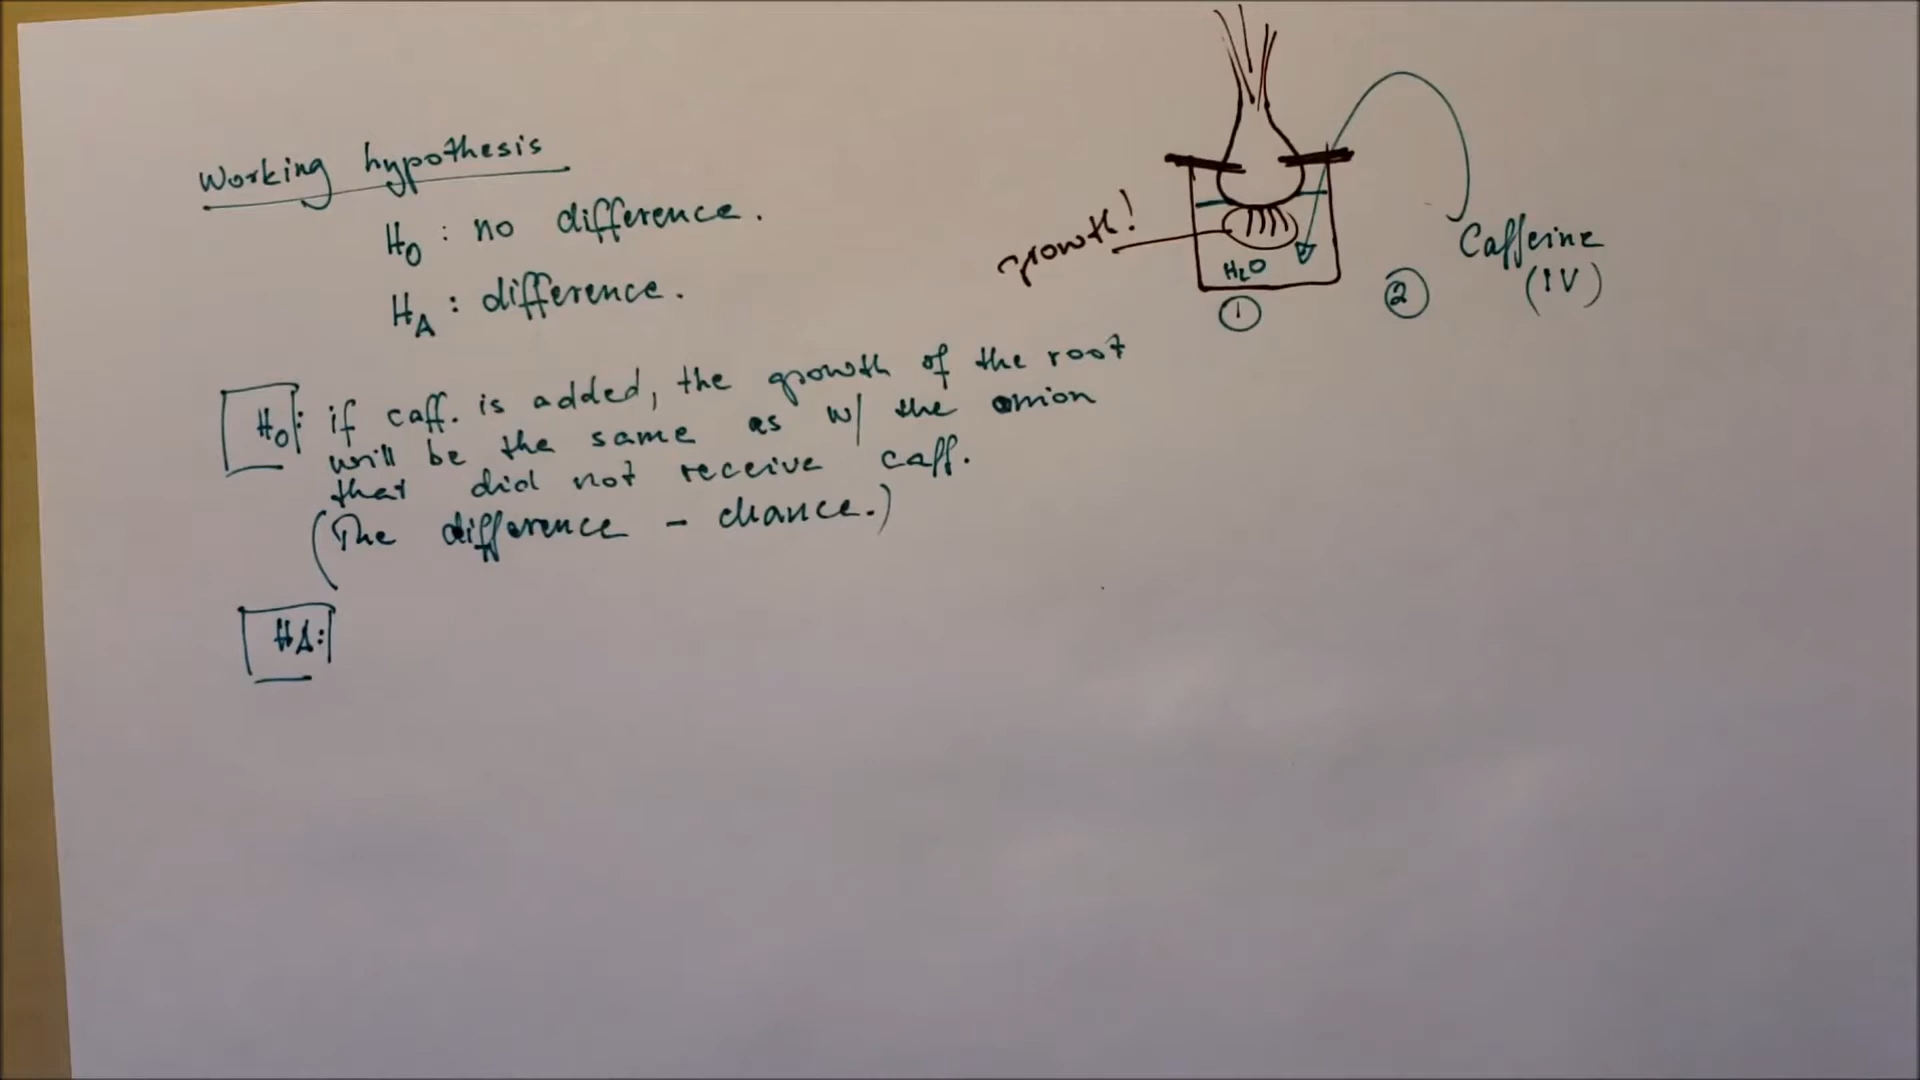 Working hypothesis
H0 : no difference.
HA : difference.
H0: if caff. is added, the growth of the root
will be the same as w/ the onion
that did not receive caff.
(The difference - chance.)
HA:
growth!
H2O
1
2
Caffeine
(IV)